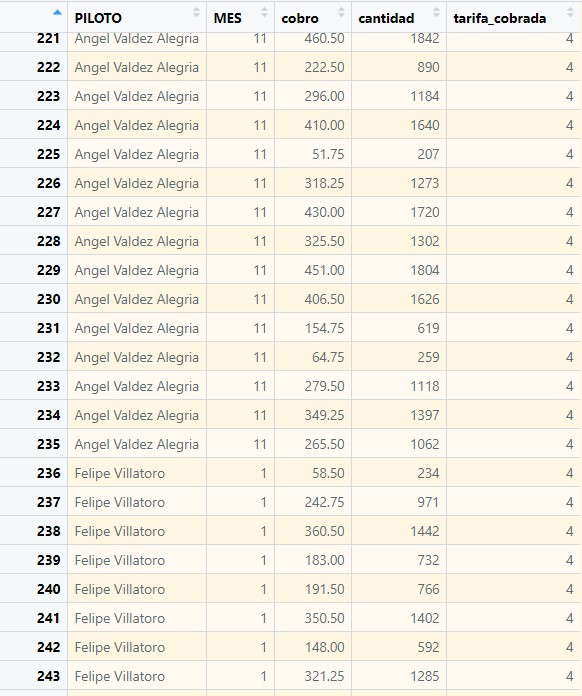 PILOTO MES cobro cantidad tarifa_cobrada
221 Angel Valdez Alegria 11 460.50 1842 4
222 Angel Valdez Alegria 11 222.50 890 4
223 Angel Valdez Alegria 11 296.00 1184 4
224 Angel Valdez Alegria 11 410.00 1640 4
225 Angel Valdez Alegria 11 51.75 207 4
226 Angel Valdez Alegria 11 318.25 1273 4
227 Angel Valdez Alegria 11 430.00 1720 4
228 Angel Valdez Alegria 11 325.50 1302 4
229 Angel Valdez Alegria 11 451.00 1804 4
230 Angel Valdez Alegria 11 406.50 1626 4
231 Angel Valdez Alegria 11 154.75 619 4
232 Angel Valdez Alegria 11 64.75 259 4
233 Angel Valdez Alegria 11 279.50 1118 4
234 Angel Valdez Alegria 11 349.25 1397 4
235 Angel Valdez Alegria 11 265.50 1062 4
236 Felipe Villatoro 1 58.50 234 4
237 Felipe Villatoro 1 242.75 971 4
238 Felipe Villatoro 1 360.50 1442 4
239 Felipe Villatoro 1 183.00 732 4
240 Felipe Villatoro 1 191.50 766 4
241 Felipe Villatoro 1 350.50 1402 4
242 Felipe Villatoro 1 148.00 592 4
243 Felipe Villatoro 1 321.25 1285 4